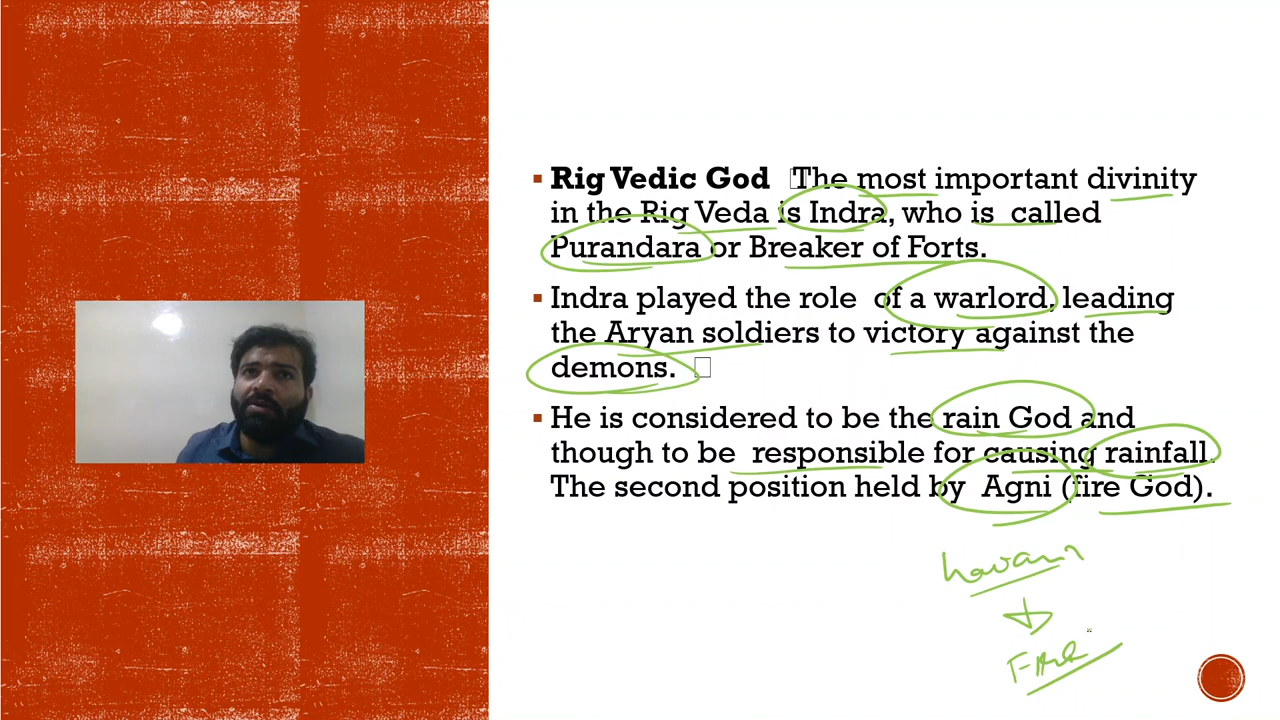 ▪ Rig Vedic God The most important divinity
in the Rig Veda is Indra, who is called
Purandara or Breaker of Forts.
▪ Indra played the role of a warlord, leading
the Aryan soldiers to victory against the
demons.
▪ He is considered to be the rain God and
though to be responsible for causing rainfall.
The second position held by Agni (fire God).
havan